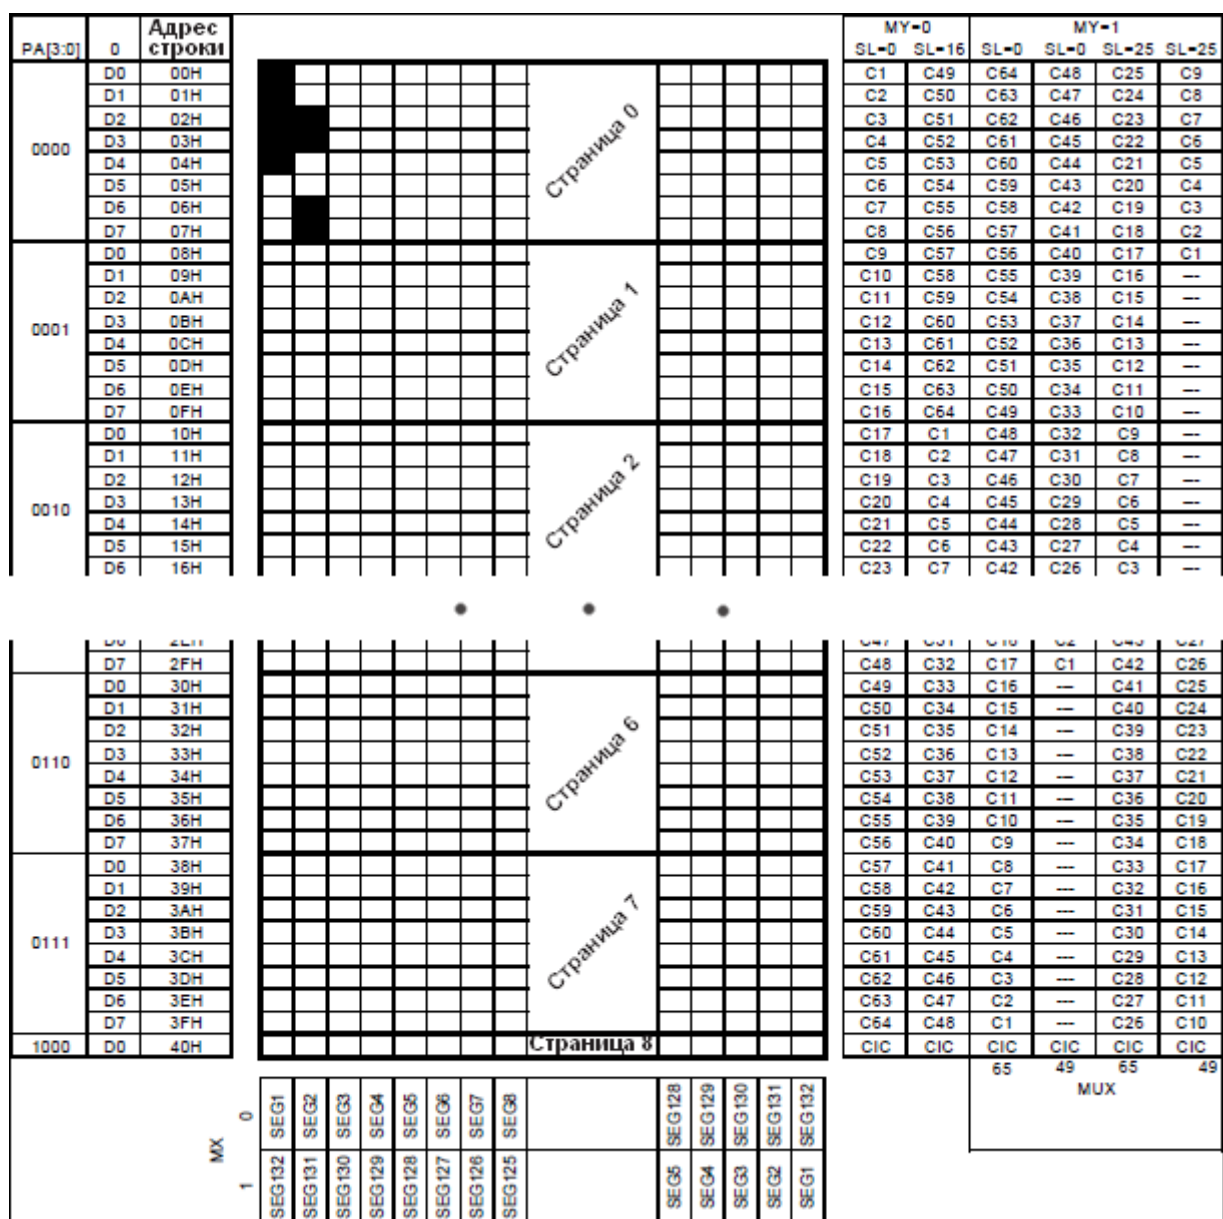 Адрес MY=0 MY=1
PA[3:0] 0 строки SL=0 SL=16 SL=0 SL=0 SL=25 SL=25
D0 00H C1 C49 C64 C48 C25 C9
D1 01H C2 C50 C63 C47 C24 C8
D2 02H C3 C51 C62 C46 C23 C7
0000 D3 03H Страница 0 C4 C52 C61 C45 C22 C6
D4 04H C5 C53 C60 C44 C21 C5
D5 05H C6 C54 C59 C43 C20 C4
D6 06H C7 C55 C58 C42 C19 C3
D7 07H C8 C56 C57 C41 C18 C2
D0 08H C9 C57 C56 C40 C17 C1
D1 09H C10 C58 C55 C39 C16 ---
D2 0AH C11 C59 C54 C38 C15 ---
0001 D3 0BH Страница 1 C12 C60 C53 C37 C14 ---
D4 0CH C13 C61 C52 C36 C13 ---
D5 0DH C14 C62 C51 C35 C12 ---
D6 0EH C15 C63 C50 C34 C11 ---
D7 0FH C16 C64 C49 C33 C10 ---
D0 10H C17 C1 C48 C32 C9 ---
D1 11H C18 C2 C47 C31 C8 ---
D2 12H C19 C3 C46 C30 C7 ---
0010 D3 13H Страница 2 C20 C4 C45 C29 C6 ---
D4 14H C21 C5 C44 C28 C5 ---
D5 15H C22 C6 C43 C27 C4 ---
D6 16H C23 C7 C42 C26 C3 ---
D7 2FH C48 C32 C17 C1 C42 C26
D0 30H C49 C33 C16 --- C41 C25
D1 31H C50 C34 C15 --- C40 C24
D2 32H C51 C35 C14 --- C39 C23
0110 D3 33H Страница 6 C52 C36 C13 --- C38 C22
D4 34H C53 C37 C12 --- C37 C21
D5 35H C54 C38 C11 --- C36 C20
D6 36H C55 C39 C10 --- C35 C19
D7 37H C56 C40 C9 --- C34 C18
D0 38H C57 C41 C8 --- C33 C17
D1 39H C58 C42 C7 --- C32 C16
D2 3AH C59 C43 C6 --- C31 C15
0111 D3 3BH Страница 7 C60 C44 C5 --- C30 C14
D4 3CH C61 C45 C4 --- C29 C13
D5 3DH C62 C46 C3 --- C28 C12
D6 3EH C63 C47 C2 --- C27 C11
D7 3FH C64 C48 C1 --- C26 C10
1000 D0 40H Страница 8 CIC CIC CIC CIC CIC CIC
65 49 65 49
MUX
MX
0 SEG1 SEG2 SEG3 SEG4 SEG5 SEG6 SEG7 SEG8 SEG128 SEG129 SEG130 SEG131 SEG132
1 SEG132 SEG131 SEG130 SEG129 SEG128 SEG127 SEG126 SEG125 SEG5 SEG4 SEG3 SEG2 SEG1